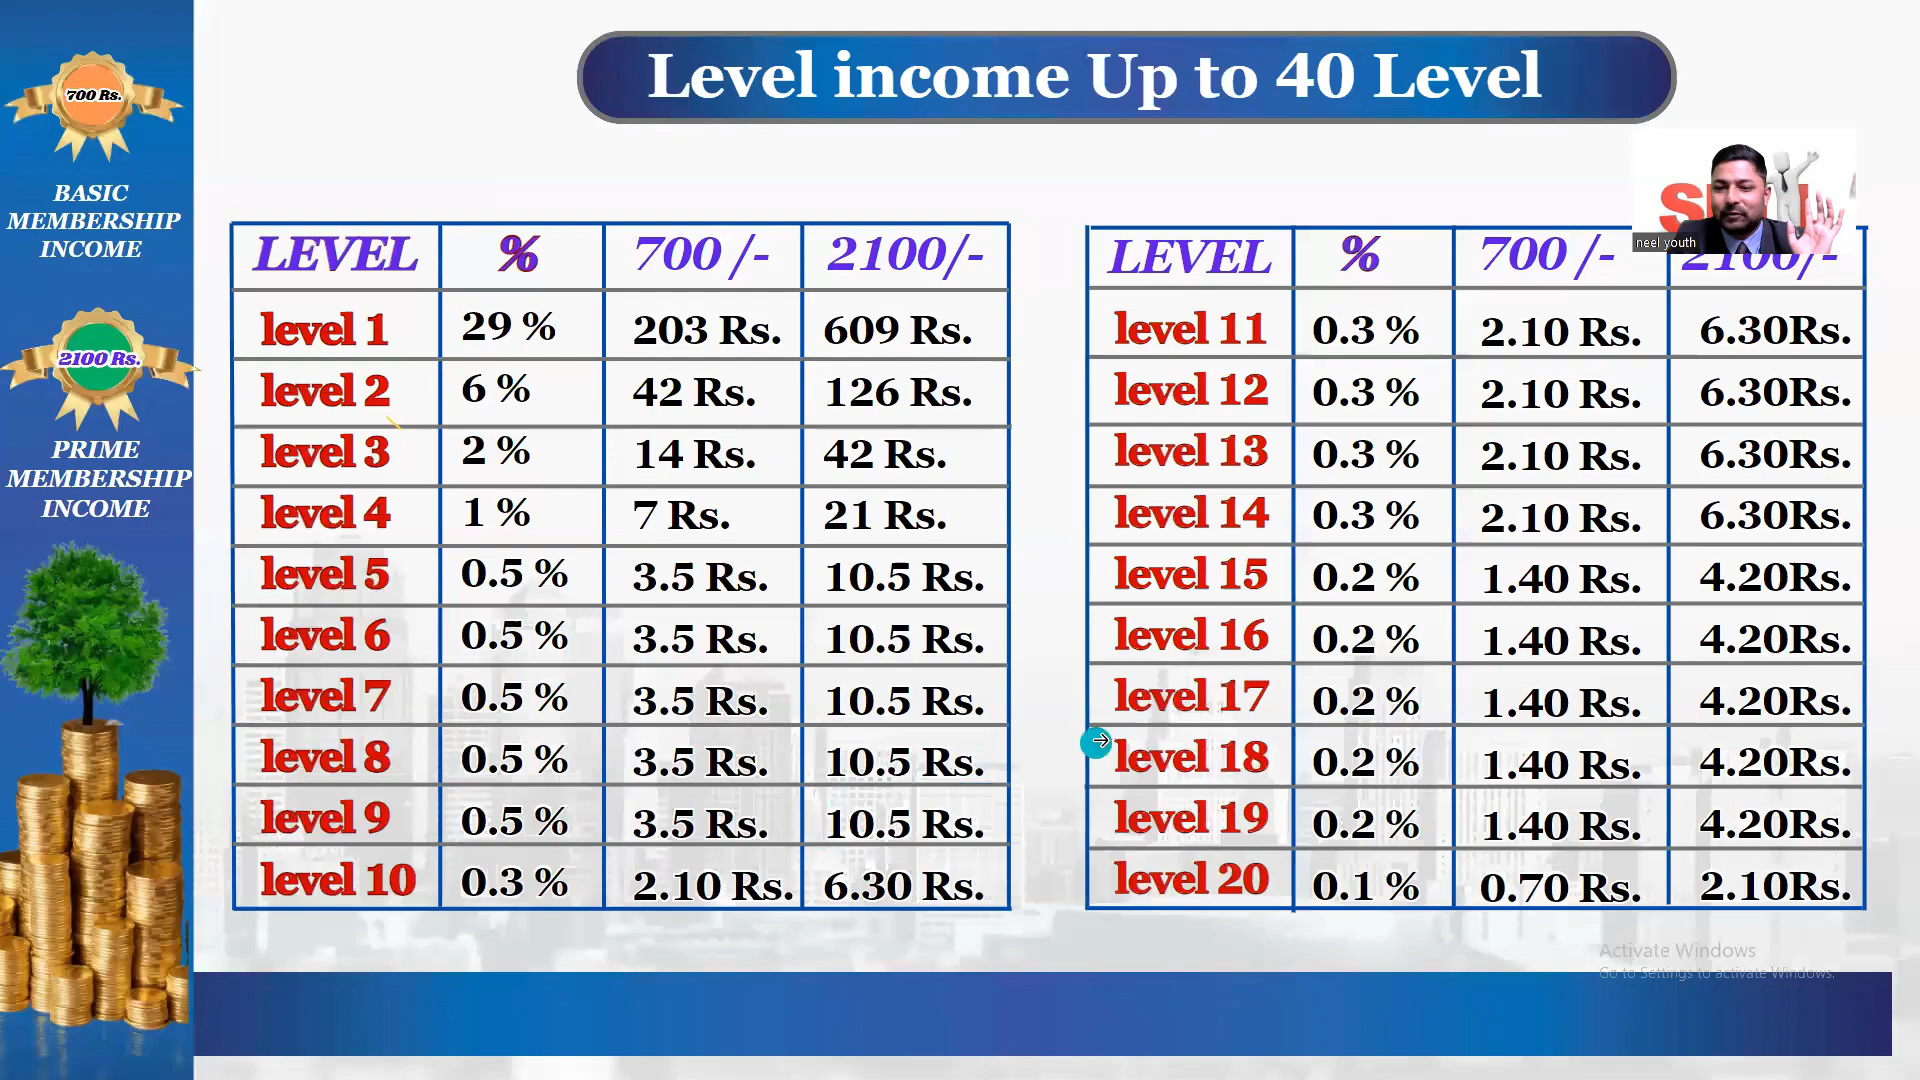 Level income Up to 40 Level
700 Rs.
BASIC
MEMBERSHIP
INCOME
2100 Rs.
PRIME
MEMBERSHIP
INCOME
LEVEL % 700 /- 2100/-
level 1 29 % 203 Rs. 609 Rs.
level 2 6 % 42 Rs. 126 Rs.
level 3 2 % 14 Rs. 42 Rs.
level 4 1 % 7 Rs. 21 Rs.
level 5 0.5 % 3.5 Rs. 10.5 Rs.
level 6 0.5 % 3.5 Rs. 10.5 Rs.
level 7 0.5 % 3.5 Rs. 10.5 Rs.
level 8 0.5 % 3.5 Rs. 10.5 Rs.
level 9 0.5 % 3.5 Rs. 10.5 Rs.
level 10 0.3 % 2.10 Rs. 6.30 Rs.
neel youth
LEVEL % 700 /- 2100/-
level 11 0.3 % 2.10 Rs. 6.30Rs.
level 12 0.3 % 2.10 Rs. 6.30Rs.
level 13 0.3 % 2.10 Rs. 6.30Rs.
level 14 0.3 % 2.10 Rs. 6.30Rs.
level 15 0.2 % 1.40 Rs. 4.20Rs.
level 16 0.2 % 1.40 Rs. 4.20Rs.
level 17 0.2 % 1.40 Rs. 4.20Rs.
level 18 0.2 % 1.40 Rs. 4.20Rs.
level 19 0.2 % 1.40 Rs. 4.20Rs.
level 20 0.1 % 0.70 Rs. 2.10Rs.
Activate Windows
Go to Settings to activate Windows.